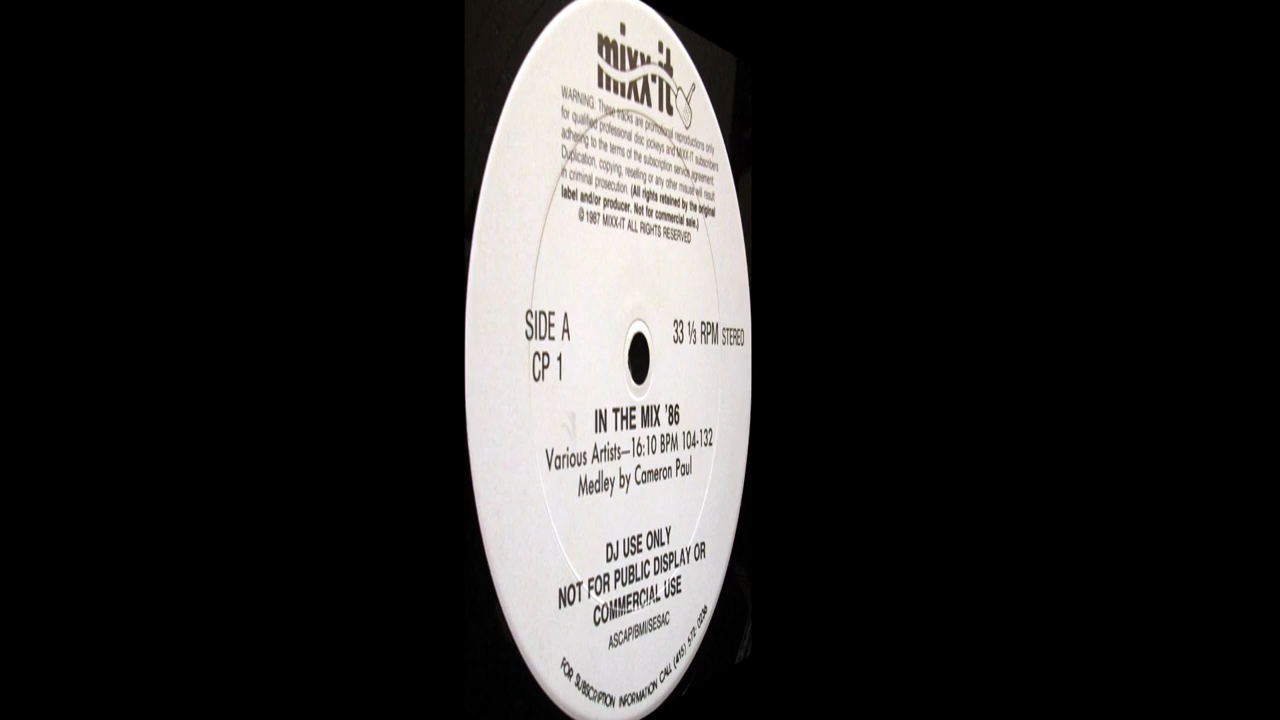 mixx-it
WARNING: These tracks are promotional reproductions only
for qualified professional disc jockeys and MIXX-IT subscribers
adhering to the terms of the subscription service agreement.
Duplication, copying, reselling or any other misuse will result
in criminal prosecution. (All rights retained by the original
label and/or producer. Not for commercial sale.)
© 1987 MIXX-IT ALL RIGHTS RESERVED
SIDE A
CP 1
33 ⅓ RPM STEREO
IN THE MIX '86
Various Artists—16:10 BPM 104-132
Medley by Cameron Paul
DJ USE ONLY
NOT FOR PUBLIC DISPLAY OR
COMMERCIAL USE
ASCAP/BMI/SESAC
FOR SUBSCRIPTION INFORMATION CALL (415) 572-0236